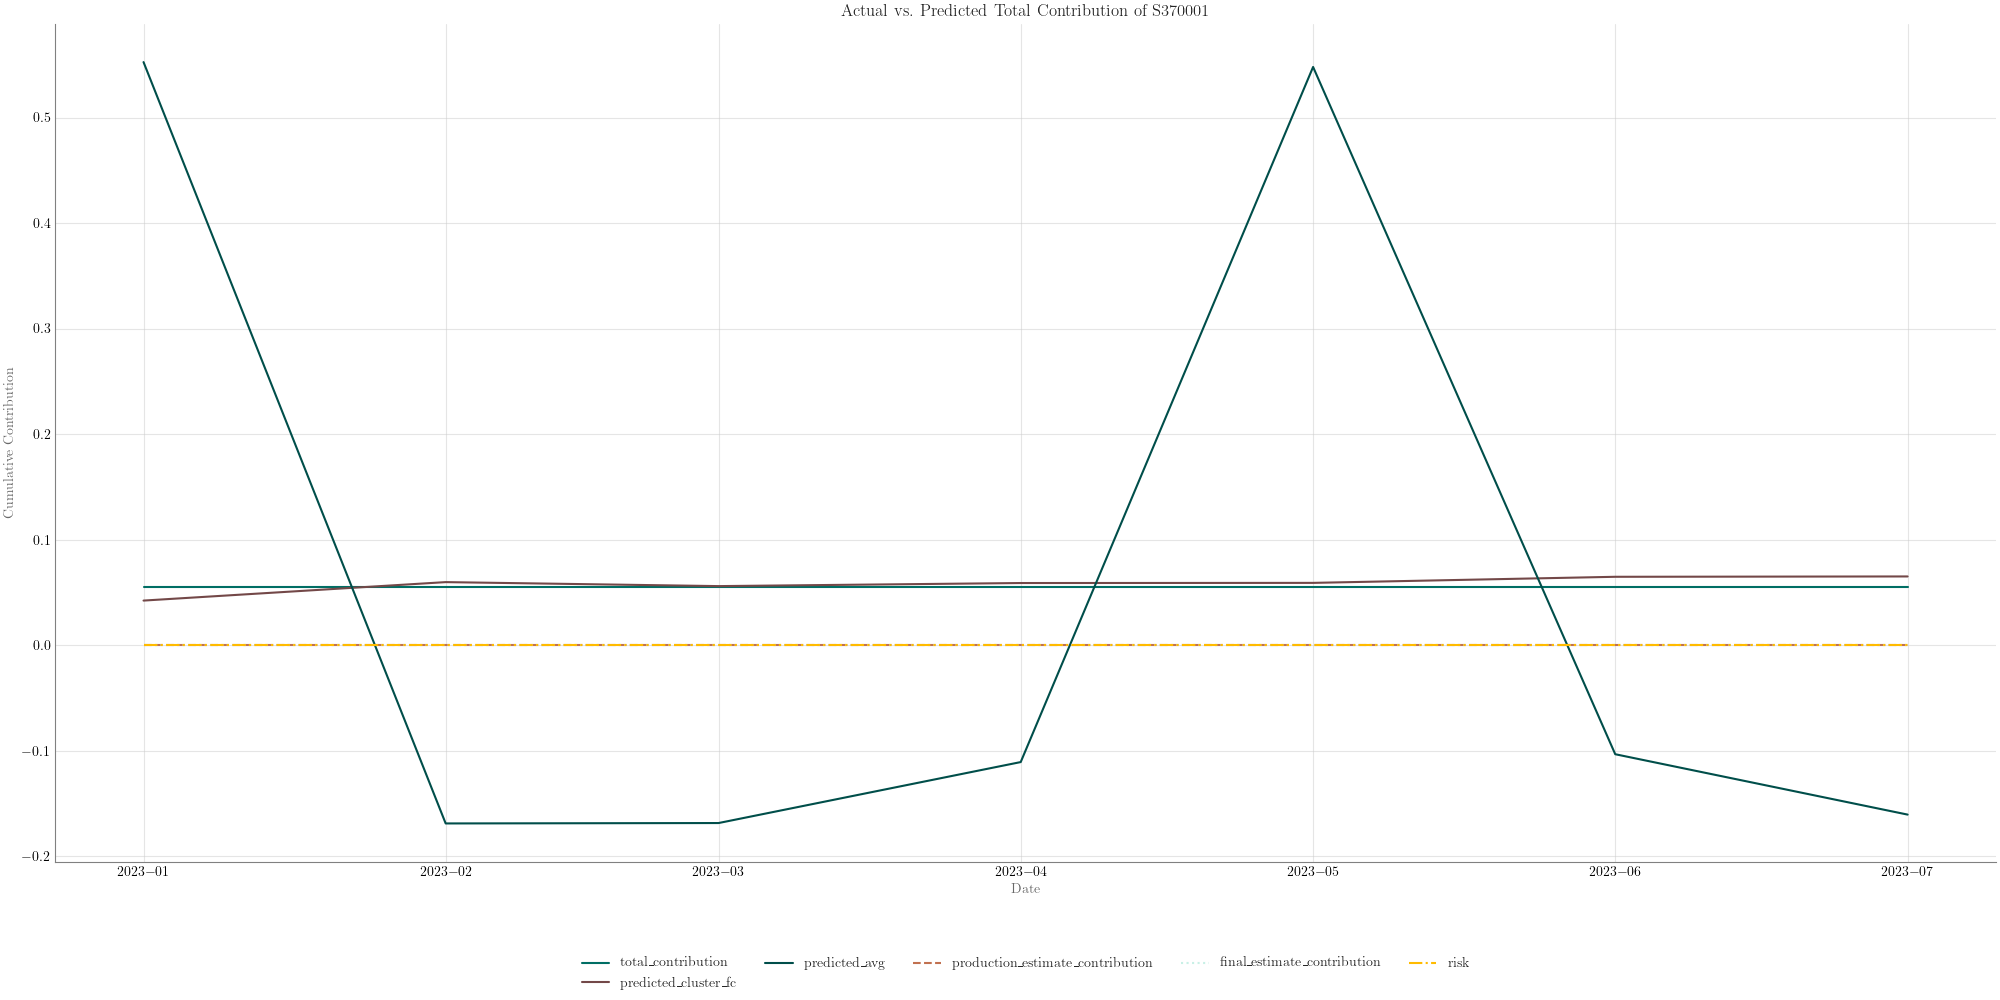 Actual vs. Predicted Total Contribution of S370001
Cumulative Contribution
0.5
0.4
0.3
0.2
0.1
0.0
−0.1
−0.2
2023−01 2023−02 2023−03 2023−04 2023−05 2023−06 2023−07
Date
total_contribution predicted_avg production_estimate_contribution final_estimate_contribution risk
predicted_cluster_fc